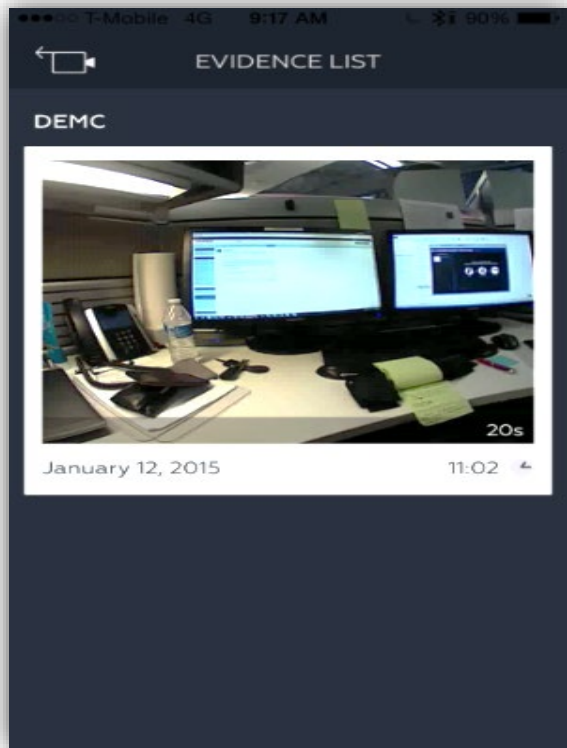 T-Mobile 4G 9:17 AM 90%
EVIDENCE LIST
DEMC
20s
January 12, 2015 11:02